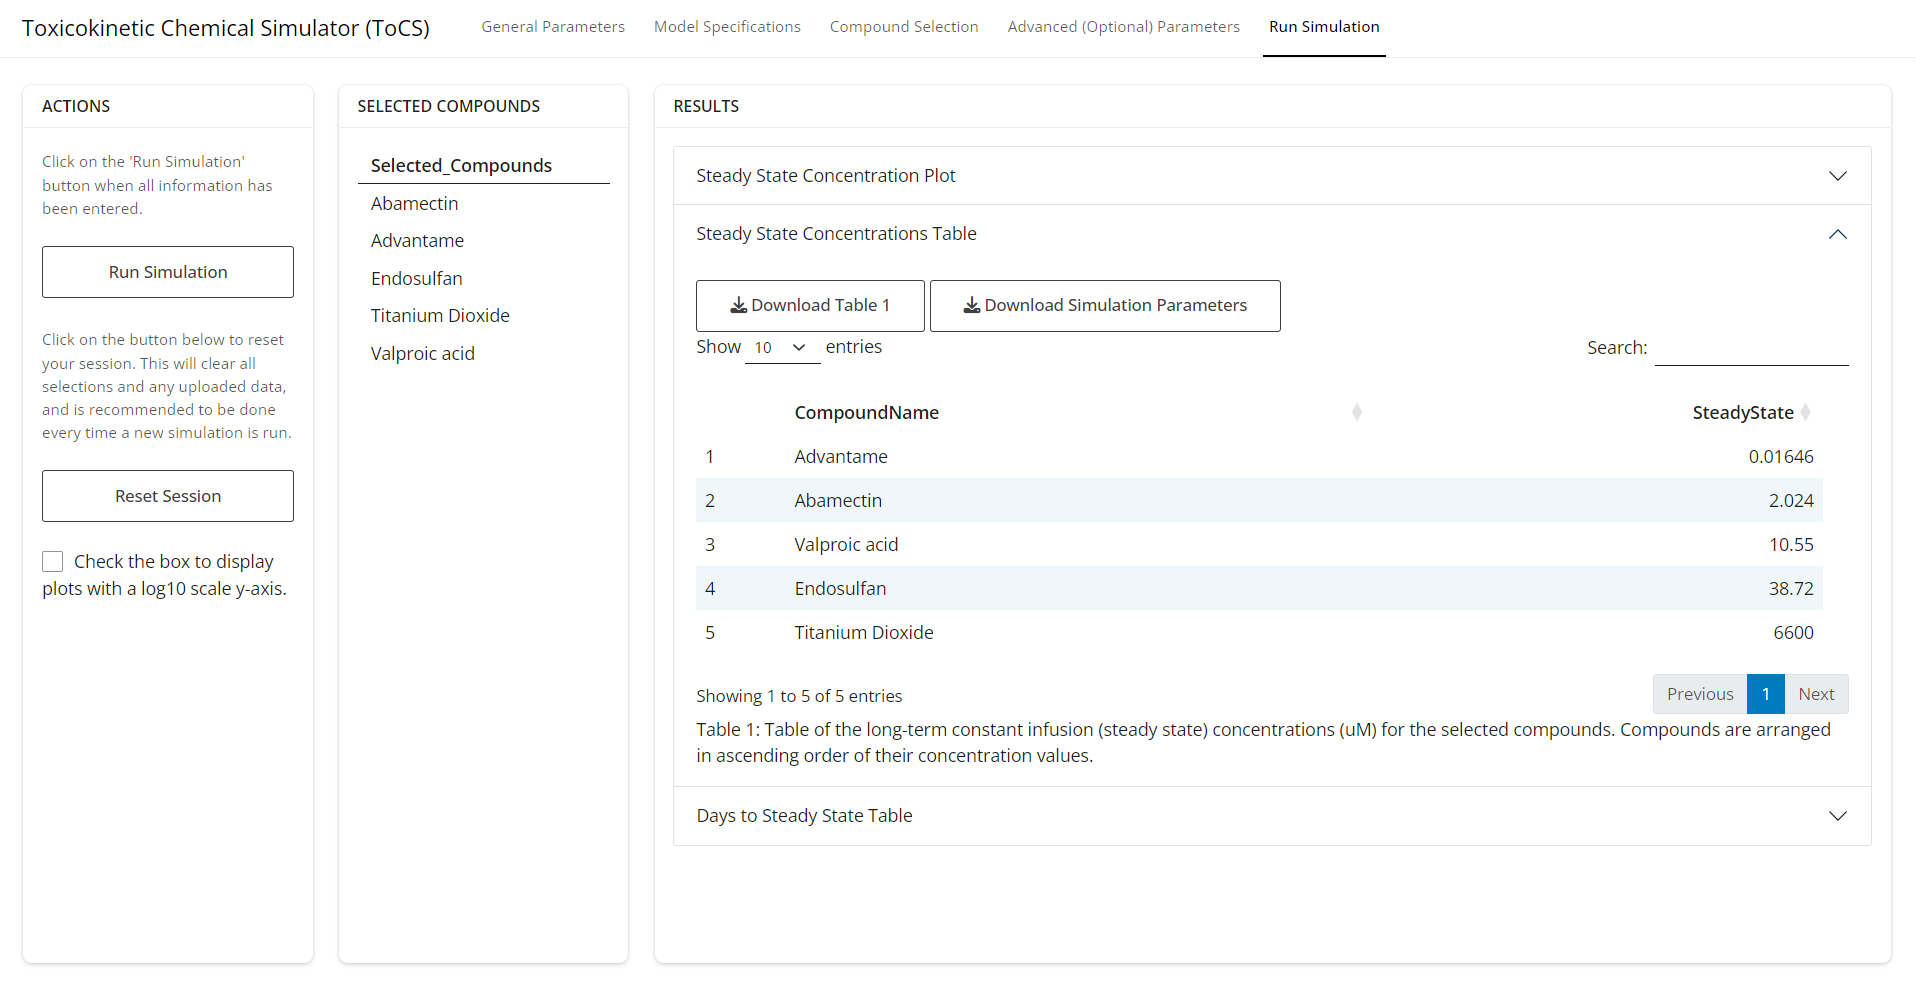 Toxicokinetic Chemical Simulator (ToCS)
General Parameters
Model Specifications
Compound Selection
Advanced (Optional) Parameters
Run Simulation
ACTIONS
Click on the 'Run Simulation'
button when all information has
been entered.
Run Simulation
Click on the button below to reset
your session. This will clear all
selections and any uploaded data,
and is recommended to be done
every time a new simulation is run.
Reset Session
Check the box to display
plots with a log10 scale y-axis.
SELECTED COMPOUNDS
Selected_Compounds
Abamectin
Advantame
Endosulfan
Titanium Dioxide
Valproic acid
RESULTS
Steady State Concentration Plot
Steady State Concentrations Table
Download Table 1
Download Simulation Parameters
Show 10 entries
Search:
CompoundName SteadyState
1 Advantame 0.01646
2 Abamectin 2.024
3 Valproic acid 10.55
4 Endosulfan 38.72
5 Titanium Dioxide 6600
Showing 1 to 5 of 5 entries
Previous 1 Next
Table 1: Table of the long-term constant infusion (steady state) concentrations (uM) for the selected compounds. Compounds are arranged
in ascending order of their concentration values.
Days to Steady State Table